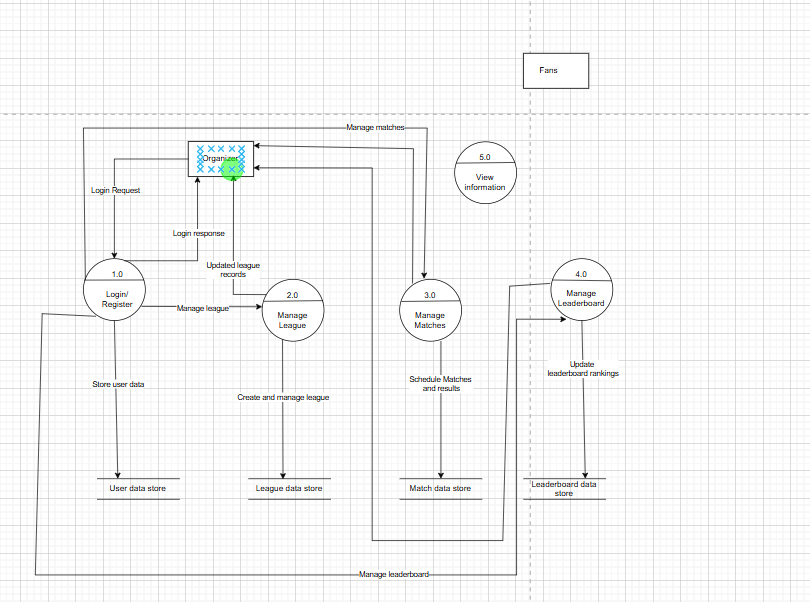 Fans
Manage matches
Organizer
5.0
View
information
Login Request
Login response
Updated league
records
1.0
Login/
Register
2.0
Manage
League
3.0
Manage
Matches
4.0
Manage
Leaderboard
Manage league
Store user data
Create and manage league
Schedule Matches
and results
Update
leaderboard rankings
User data store
League data store
Match data store
Leaderboard data
store
Manage leaderboard